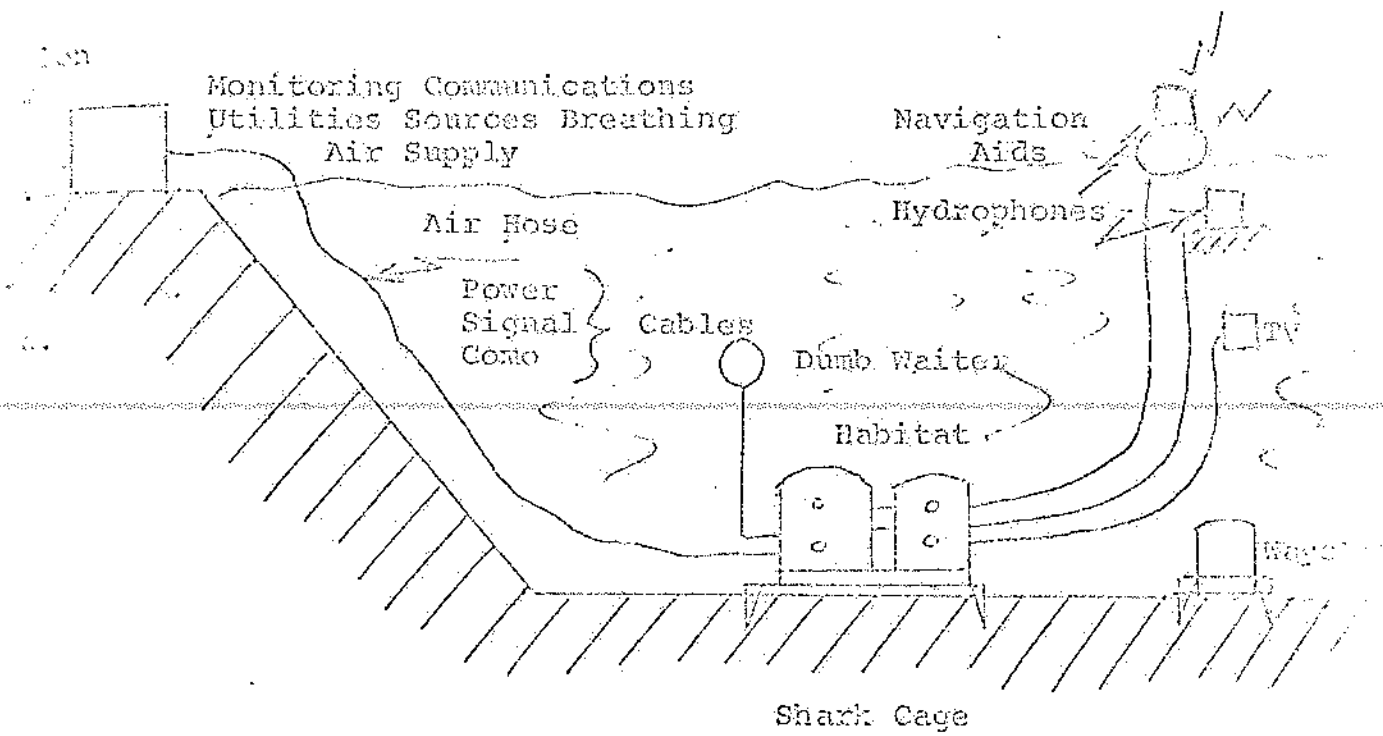 Monitoring Communications
Utilities Sources Breathing
Air Supply
Navigation
Aids
Hydrophones
Air Hose
Power
Signal
Como
Cables
TV
Dumb Waiter
Habitat
Shark Cage